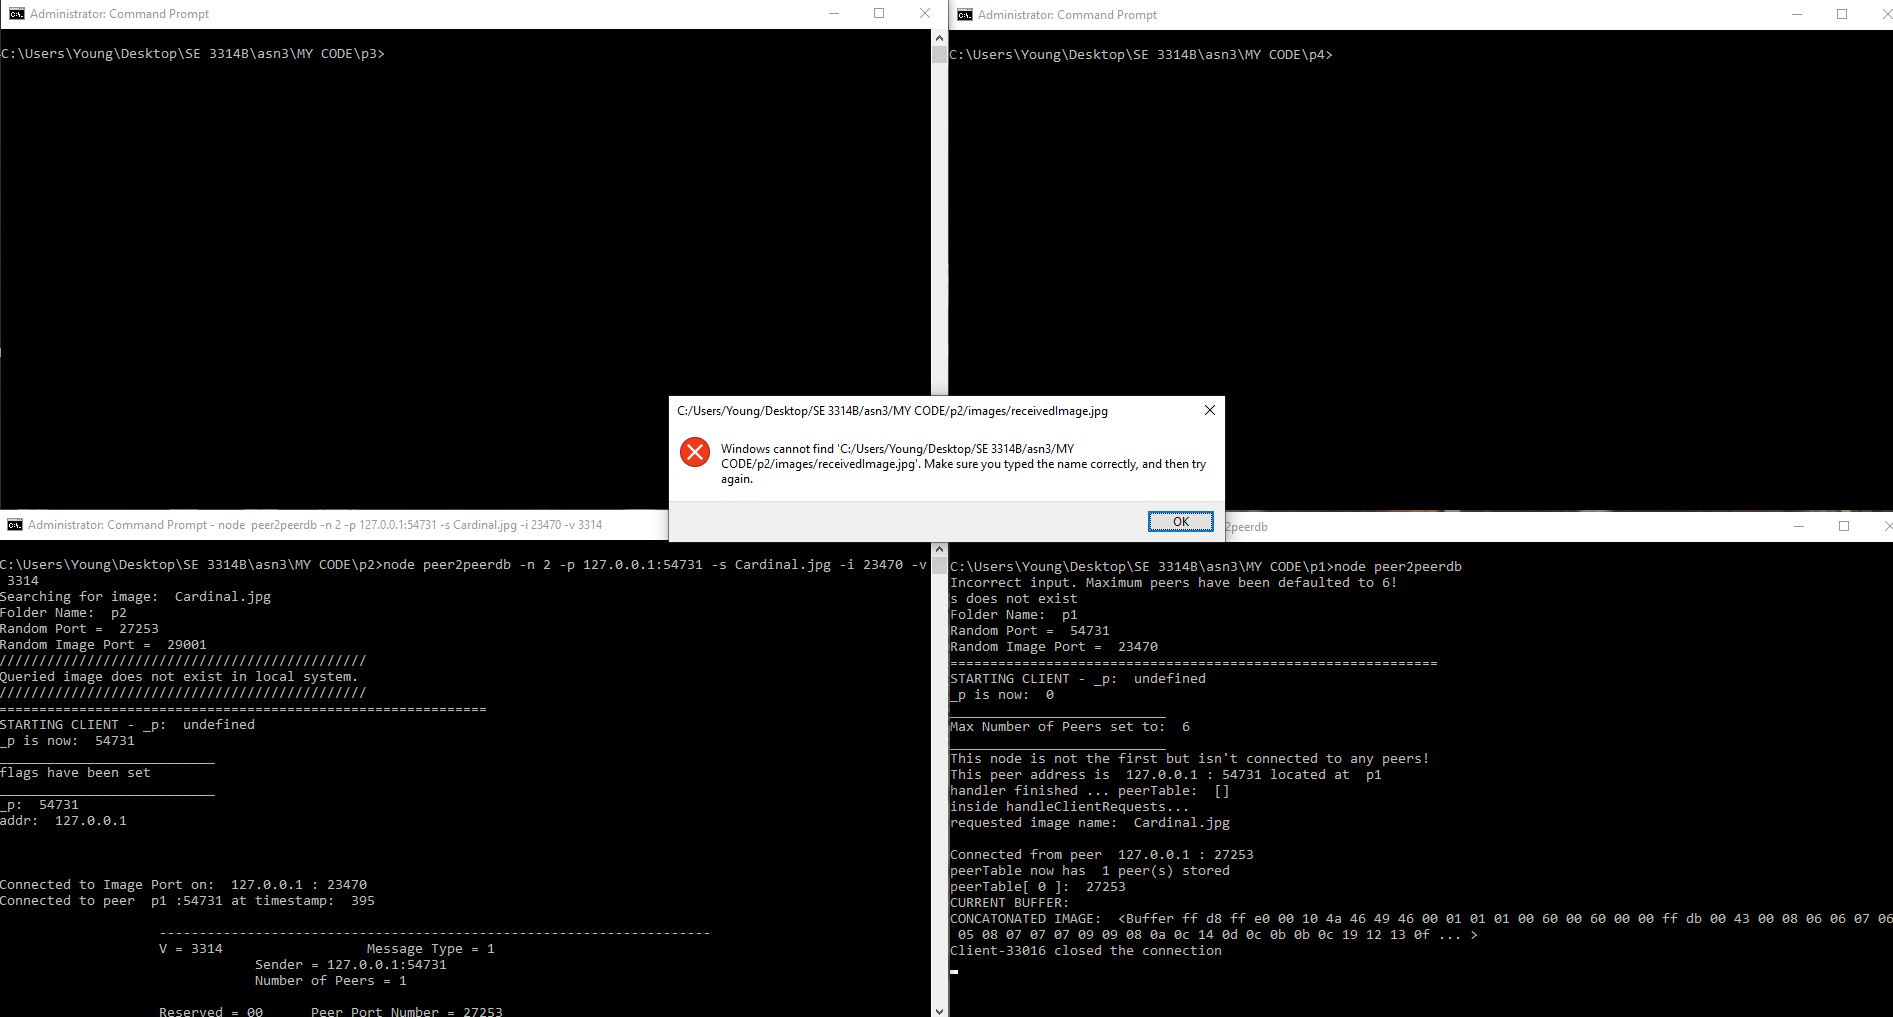 Administrator: Command Prompt
C:\Users\Young\Desktop\SE 3314B\asn3\MY CODE\p3>
Administrator: Command Prompt
C:\Users\Young\Desktop\SE 3314B\asn3\MY CODE\p4>
C:/Users/Young/Desktop/SE 3314B/asn3/MY CODE/p2/images/receivedImage.jpg
Windows cannot find 'C:/Users/Young/Desktop/SE 3314B/asn3/MY
CODE/p2/images/receivedImage.jpg'. Make sure you typed the name correctly, and then try
again.
OK
Administrator: Command Prompt - node  peer2peerdb -n 2 -p 127.0.0.1:54731 -s Cardinal.jpg -i 23470 -v 3314
C:\Users\Young\Desktop\SE 3314B\asn3\MY CODE\p2>node peer2peerdb -n 2 -p 127.0.0.1:54731 -s Cardinal.jpg -i 23470 -v
 3314
Searching for image:  Cardinal.jpg
Folder Name:  p2
Random Port =  27253
Random Image Port =  29001
//////////////////////////////////////////////
Queried image does not exist in local system.
//////////////////////////////////////////////
=============================================================
STARTING CLIENT - _p:  undefined
_p is now:  54731
___________________________
flags have been set
___________________________
_p:  54731
addr:  127.0.0.1
Connected to Image Port on:  127.0.0.1 : 23470
Connected to peer  p1 :54731 at timestamp:  395
---------------------------------------------------------------------
V = 3314                  Message Type = 1
Sender = 127.0.0.1:54731
Number of Peers = 1
Reserved = 00      Peer Port Number = 27253
2peerdb
C:\Users\Young\Desktop\SE 3314B\asn3\MY CODE\p1>node peer2peerdb
Incorrect input. Maximum peers have been defaulted to 6!
s does not exist
Folder Name:  p1
Random Port =  54731
Random Image Port =  23470
=============================================================
STARTING CLIENT - _p:  undefined
_p is now:  0
___________________________
Max Number of Peers set to:  6
___________________________
This node is not the first but isn't connected to any peers!
This peer address is  127.0.0.1 : 54731 located at  p1
handler finished ... peerTable:  []
inside handleClientRequests...
requested image name:  Cardinal.jpg
Connected from peer  127.0.0.1 : 27253
peerTable now has  1 peer(s) stored
peerTable[ 0 ]:  27253
CURRENT BUFFER:
CONCATONATED IMAGE:  <Buffer ff d8 ff e0 00 10 4a 46 49 46 00 01 01 01 00 60 00 60 00 00 ff db 00 43 00 08 06 06 07 06
 05 08 07 07 07 09 09 08 0a 0c 14 0d 0c 0b 0b 0c 19 12 13 0f ... >
Client-33016 closed the connection